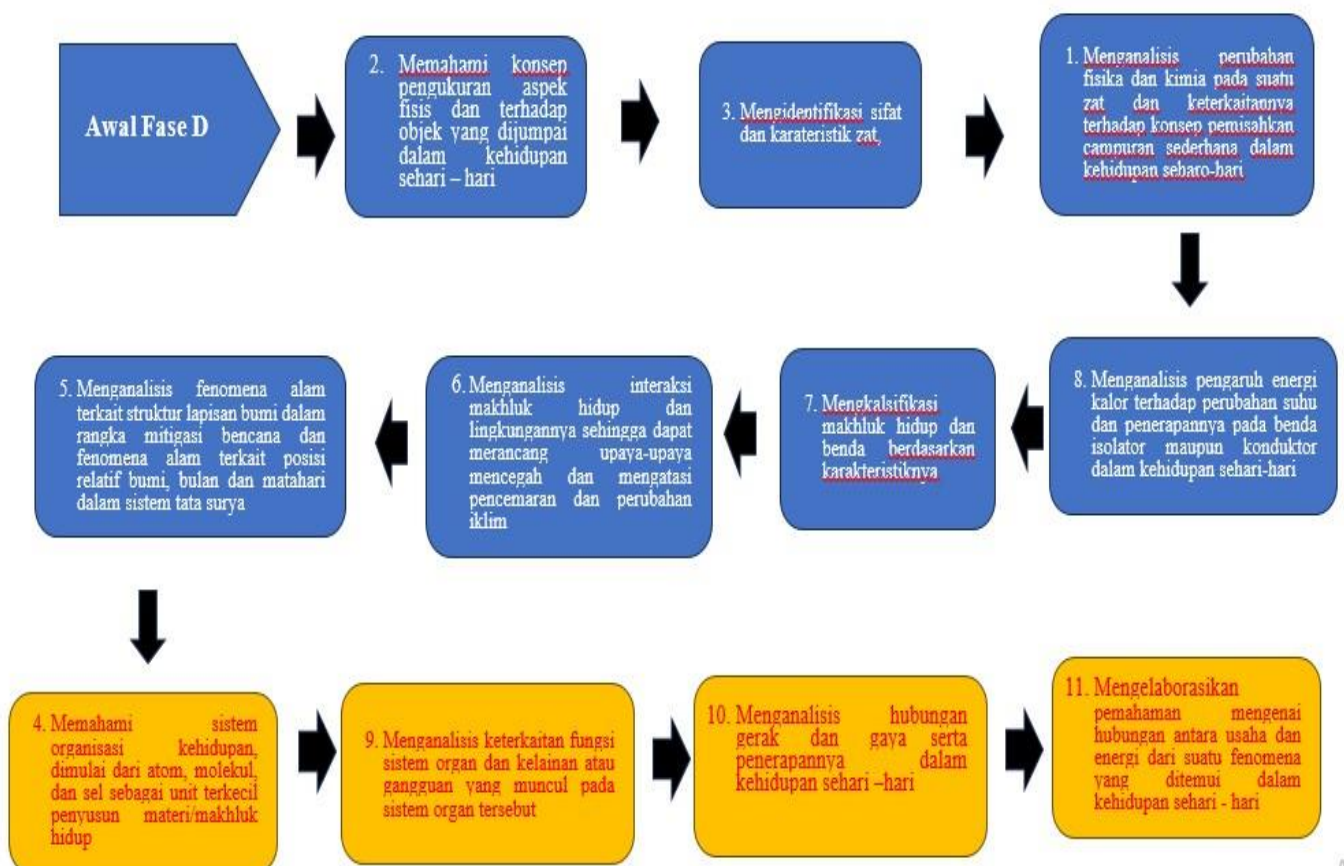 Awal Fase D
2. Memahami konsep
pengukuran aspek
fisis dan terhadap
objek yang dijumpai
dalam kehidupan
sehari – hari
3. Mengidentifikasi sifat
dan karateristik zat,
1. Menganalisis perubahan
fisika dan kimia pada suatu
zat dan keterkaitannya
terhadap konsep pemisahkan
campuran sederhana dalam
kehidupan seharo-hari
8. Menganalisis pengaruh energi
kalor terhadap perubahan suhu
dan penerapannya pada benda
isolator maupun konduktor
dalam kehidupan sehari-hari
7. Mengkalsifikasi
makhluk hidup dan
benda berdasarkan
karakteristiknya
6. Menganalisis interaksi
makhluk hidup dan
lingkungannya sehingga dapat
merancang upaya-upaya
mencegah dan mengatasi
pencemaran dan perubahan
iklim
5. Menganalisis fenomena alam
terkait struktur lapisan bumi dalam
rangka mitigasi bencana dan
fenomena alam terkait posisi
relatif bumi, bulan dan matahari
dalam sistem tata surya
4. Memahami sistem
organisasi kehidupan,
dimulai dari atom, molekul,
dan sel sebagai unit terkecil
penyusun materi/makhluk
hidup
9. Menganalisis keterkaitan fungsi
sistem organ dan kelainan atau
gangguan yang muncul pada
sistem organ tersebut
10. Menganalisis hubungan
gerak dan gaya serta
penerapannya dalam
kehidupan sehari –hari
11. Mengelaborasikan
pemahaman mengenai
hubungan antara usaha dan
energi dari suatu fenomena
yang ditemui dalam
kehidupan sehari - hari